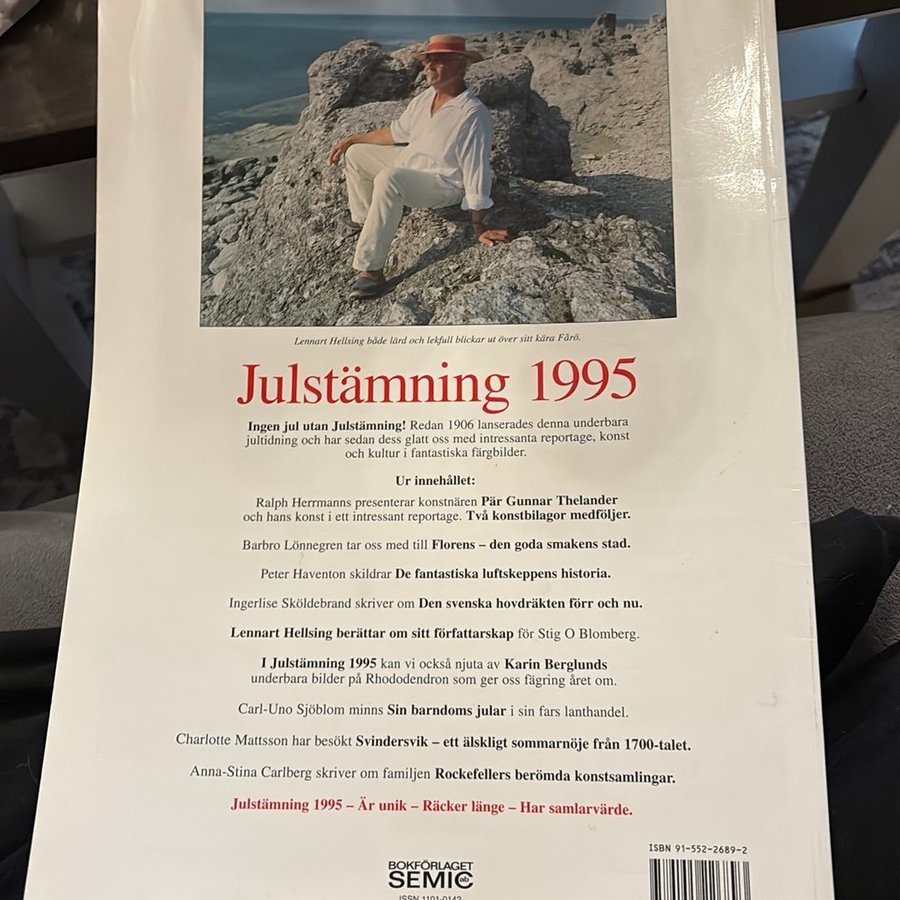 Lennart Hellsing både lärd och lekfull blickar ut över sitt kära Fårö.
Julstämning 1995
Ingen jul utan Julstämning! Redan 1906 lanserades denna underbara
jultidning och har sedan dess glatt oss med intressanta reportage, konst
och kultur i fantastiska färgbilder.
Ur innehållet:
Ralph Herrmanns presenterar konstnären Pär Gunnar Thelander
och hans konst i ett intressant reportage. Två konstbilagor medföljer.
Barbro Lönnegren tar oss med till Florens – den goda smakens stad.
Peter Haventon skildrar De fantastiska luftskeppens historia.
Ingerlise Sköldebrand skriver om Den svenska hovdräkten förr och nu.
Lennart Hellsing berättar om sitt författarskap för Stig O Blomberg.
I Julstämning 1995 kan vi också njuta av Karin Berglunds
underbara bilder på Rhododendron som ger oss fägring året om.
Carl-Uno Sjöblom minns Sin barndoms jular i sin fars lanthandel.
Charlotte Mattsson har besökt Svindersvik – ett älskligt sommarnöje från 1700-talet.
Anna-Stina Carlberg skriver om familjen Rockefellers berömda konstsamlingar.
Julstämning 1995 – Är unik – Räcker länge – Har samlarvärde.
ISBN 91-552-2689-2
BOKFÖRLAGET
SEMIC ab
ISSN 1101-0142